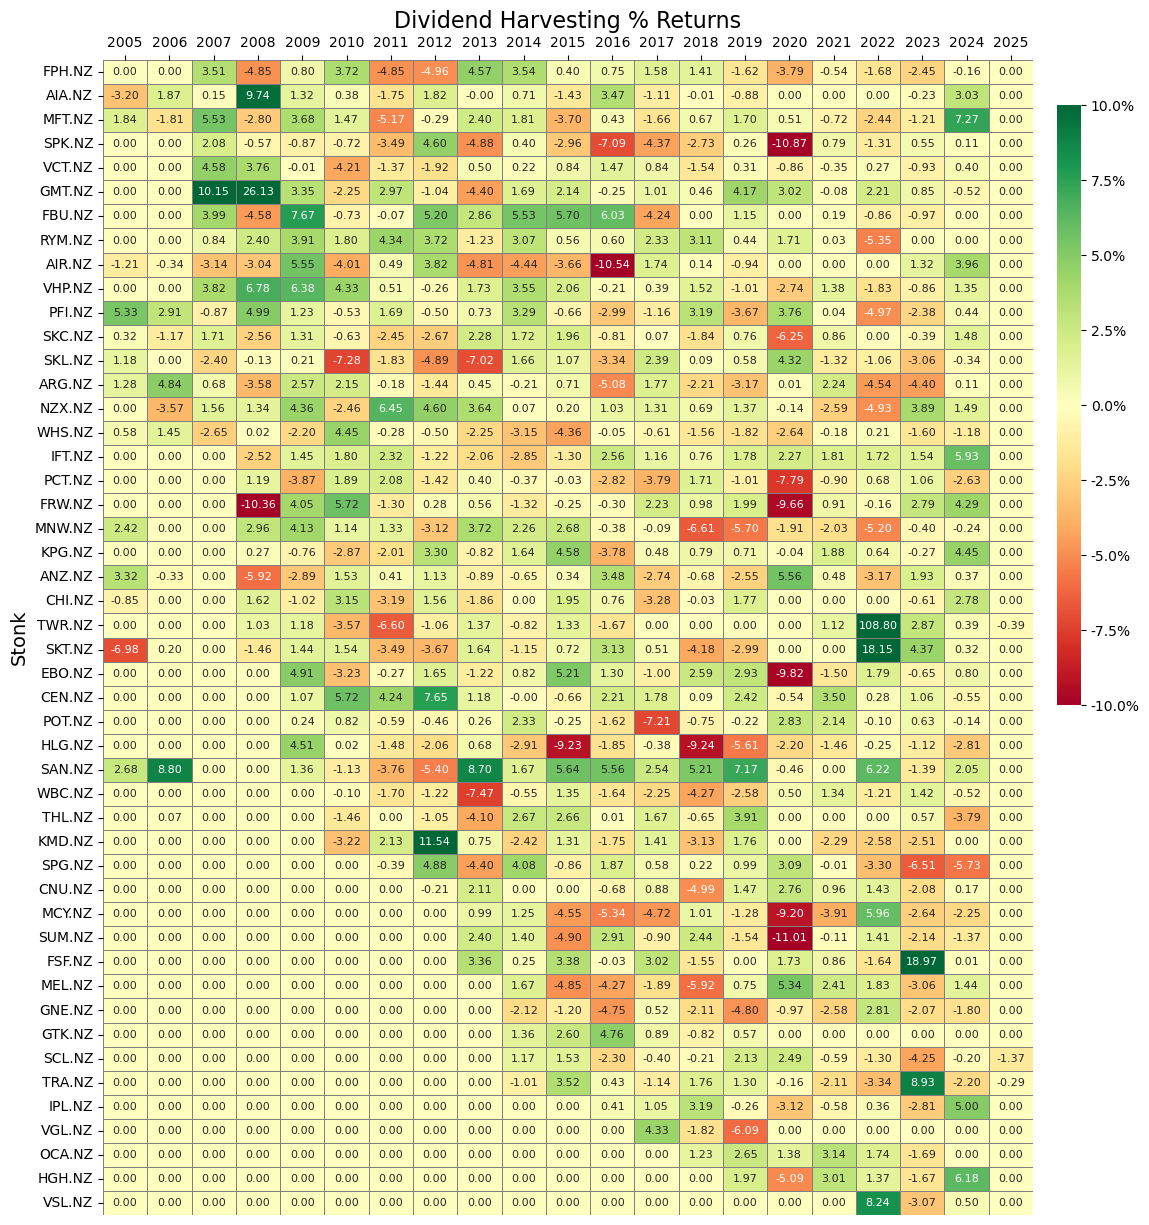 Dividend Harvesting % Returns
2005 2006 2007 2008 2009 2010 2011 2012 2013 2014 2015 2016 2017 2018 2019 2020 2021 2022 2023 2024 2025
FPH.NZ 0.00 0.00 3.51 -4.85 0.80 3.72 -4.85 -4.96 4.57 3.54 0.40 0.75 1.58 1.41 -1.62 -3.79 -0.54 -1.68 -2.45 -0.16 0.00
AIA.NZ -3.20 1.87 0.15 9.74 1.32 0.38 -1.75 1.82 -0.00 0.71 -1.43 3.47 -1.11 -0.01 -0.88 0.00 0.00 0.00 -0.23 3.03 0.00
MFT.NZ 1.84 -1.81 5.53 -2.80 3.68 1.47 -5.17 -0.29 2.40 1.81 -3.70 0.43 -1.66 0.67 1.70 0.51 -0.72 -2.44 -1.21 7.27 0.00
SPK.NZ 0.00 0.00 2.08 -0.57 -0.87 -0.72 -3.49 4.60 -4.88 0.40 -2.96 -7.09 -4.37 -2.73 0.26 -10.87 0.79 -1.31 0.55 0.11 0.00
VCT.NZ 0.00 0.00 4.58 3.76 -0.01 -4.21 -1.37 -1.92 0.50 0.22 0.84 1.47 0.84 -1.54 0.31 -0.86 -0.35 0.27 -0.93 0.40 0.00
GMT.NZ 0.00 0.00 10.15 26.13 3.35 -2.25 2.97 -1.04 -4.40 1.69 2.14 -0.25 1.01 0.46 4.17 3.02 -0.08 2.21 0.85 -0.52 0.00
FBU.NZ 0.00 0.00 3.99 -4.58 7.67 -0.73 -0.07 5.20 2.86 5.53 5.70 6.03 -4.24 0.00 1.15 0.00 0.19 -0.86 -0.97 0.00 0.00
RYM.NZ 0.00 0.00 0.84 2.40 3.91 1.80 4.34 3.72 -1.23 3.07 0.56 0.60 2.33 3.11 0.44 1.71 0.03 -5.35 0.00 0.00 0.00
AIR.NZ -1.21 -0.34 -3.14 -3.04 5.55 -4.01 0.49 3.82 -4.81 -4.44 -3.66 -10.54 1.74 0.14 -0.94 0.00 0.00 0.00 1.32 3.96 0.00
VHP.NZ 0.00 0.00 3.82 6.78 6.38 4.33 0.51 -0.26 1.73 3.55 2.06 -0.21 0.39 1.52 -1.01 -2.74 1.38 -1.83 -0.86 1.35 0.00
PFI.NZ 5.33 2.91 -0.87 4.99 1.23 -0.53 1.69 -0.50 0.73 3.29 -0.66 -2.99 -1.16 3.19 -3.67 3.76 0.04 -4.97 -2.38 0.44 0.00
SKC.NZ 0.32 -1.17 1.71 -2.56 1.31 -0.63 -2.45 -2.67 2.28 1.72 1.96 -0.81 0.07 -1.84 0.76 -6.25 0.86 0.00 -0.39 1.48 0.00
SKL.NZ 1.18 0.00 -2.40 -0.13 0.21 -7.28 -1.83 -4.89 -7.02 1.66 1.07 -3.34 2.39 0.09 0.58 4.32 -1.32 -1.06 -3.06 -0.34 0.00
ARG.NZ 1.28 4.84 0.68 -3.58 2.57 2.15 -0.18 -1.44 0.45 -0.21 0.71 -5.08 1.77 -2.21 -3.17 0.01 2.24 -4.54 -4.40 0.11 0.00
NZX.NZ 0.00 -3.57 1.56 1.34 4.36 -2.46 6.45 4.60 3.64 0.07 0.20 1.03 1.31 0.69 1.37 -0.14 -2.59 -4.93 3.89 1.49 0.00
WHS.NZ 0.58 1.45 -2.65 0.02 -2.20 4.45 -0.28 -0.50 -2.25 -3.15 -4.36 -0.05 -0.61 -1.56 -1.82 -2.64 -0.18 0.21 -1.60 -1.18 0.00
IFT.NZ 0.00 0.00 0.00 -2.52 1.45 1.80 2.32 -1.22 -2.06 -2.85 -1.30 2.56 1.16 0.76 1.78 2.27 1.81 1.72 1.54 5.93 0.00
PCT.NZ 0.00 0.00 0.00 1.19 -3.87 1.89 2.08 -1.42 0.40 -0.37 -0.03 -2.82 -3.79 1.71 -1.01 -7.79 -0.90 0.68 1.06 -2.63 0.00
FRW.NZ 0.00 0.00 0.00 -10.36 4.05 5.72 -1.30 0.28 0.56 -1.32 -0.25 -0.30 2.23 0.98 1.99 -9.66 0.91 -0.16 2.79 4.29 0.00
MNW.NZ 2.42 0.00 0.00 2.96 4.13 1.14 1.33 -3.12 3.72 2.26 2.68 -0.38 -0.09 -6.61 -5.70 -1.91 -2.03 -5.20 -0.40 -0.24 0.00
KPG.NZ 0.00 0.00 0.00 0.27 -0.76 -2.87 -2.01 3.30 -0.82 1.64 4.58 -3.78 0.48 0.79 0.71 -0.04 1.88 0.64 -0.27 4.45 0.00
ANZ.NZ 3.32 -0.33 0.00 -5.92 -2.89 1.53 0.41 1.13 -0.89 -0.65 0.34 3.48 -2.74 -0.68 -2.55 5.56 0.48 -3.17 1.93 0.37 0.00
CHI.NZ -0.85 0.00 0.00 1.62 -1.02 3.15 -3.19 1.56 -1.86 0.00 1.95 0.76 -3.28 -0.03 1.77 0.00 0.00 0.00 -0.61 2.78 0.00
TWR.NZ 0.00 0.00 0.00 1.03 1.18 -3.57 -6.60 -1.06 1.37 -0.82 1.33 -1.67 0.00 0.00 0.00 0.00 1.12 108.80 2.87 0.39 -0.39
SKT.NZ -6.98 0.20 0.00 -1.46 1.44 1.54 -3.49 -3.67 1.64 -1.15 0.72 3.13 0.51 -4.18 -2.99 0.00 0.00 18.15 4.37 0.32 0.00
EBO.NZ 0.00 0.00 0.00 0.00 4.91 -3.23 -0.27 1.65 -1.22 0.82 5.21 1.30 -1.00 2.59 2.93 -9.82 -1.50 1.79 -0.65 0.80 0.00
CEN.NZ 0.00 0.00 0.00 0.00 1.07 5.72 4.24 7.65 1.18 -0.00 -0.66 2.21 1.78 0.09 2.42 -0.54 3.50 0.28 1.06 -0.55 0.00
POT.NZ 0.00 0.00 0.00 0.00 0.24 0.82 -0.59 -0.46 0.26 2.33 -0.25 -1.62 -7.21 -0.75 -0.22 2.83 2.14 -0.10 0.63 -0.14 0.00
HLG.NZ 0.00 0.00 0.00 0.00 4.51 0.02 -1.48 -2.06 0.68 -2.91 -9.23 -1.85 -0.38 -9.24 -5.61 -2.20 -1.46 -0.25 -1.12 -2.81 0.00
SAN.NZ 2.68 8.80 0.00 0.00 1.36 -1.13 -3.76 -5.40 8.70 1.67 5.64 5.56 2.54 5.21 7.17 -0.46 0.00 6.22 -1.39 2.05 0.00
WBC.NZ 0.00 0.00 0.00 0.00 0.00 -0.10 -1.70 -1.22 -7.47 -0.55 1.35 -1.64 -2.25 -4.27 -2.58 0.50 1.34 -1.21 1.42 -0.52 0.00
THL.NZ 0.00 0.07 0.00 0.00 0.00 -1.46 0.00 -1.05 -4.10 2.67 2.66 0.01 1.67 -0.65 3.91 0.00 0.00 0.00 0.57 -3.79 0.00
KMD.NZ 0.00 0.00 0.00 0.00 0.00 -3.22 2.13 11.54 0.75 -2.42 1.31 -1.75 1.41 -3.13 1.76 0.00 -2.29 -2.58 -2.51 0.00 0.00
SPG.NZ 0.00 0.00 0.00 0.00 0.00 0.00 -0.39 4.88 -4.40 4.08 -0.86 1.87 0.58 0.22 0.99 3.09 -0.01 -3.30 -6.51 -5.73 0.00
CNU.NZ 0.00 0.00 0.00 0.00 0.00 0.00 0.00 -0.21 2.11 0.00 0.00 -0.68 0.88 -4.99 1.47 2.76 0.96 1.43 -2.08 0.17 0.00
MCY.NZ 0.00 0.00 0.00 0.00 0.00 0.00 0.00 0.00 0.99 1.25 -4.55 -5.34 -4.72 1.01 -1.28 -9.20 -3.91 5.96 -2.64 -2.25 0.00
SUM.NZ 0.00 0.00 0.00 0.00 0.00 0.00 0.00 0.00 2.40 1.40 -4.90 2.91 -0.90 2.44 -1.54 -11.01 -0.11 1.41 -2.14 -1.37 0.00
FSF.NZ 0.00 0.00 0.00 0.00 0.00 0.00 0.00 0.00 3.36 0.25 3.38 -0.03 3.02 -1.55 0.00 1.73 0.86 -1.64 18.97 0.01 0.00
MEL.NZ 0.00 0.00 0.00 0.00 0.00 0.00 0.00 0.00 0.00 1.67 -4.85 -4.27 -1.89 -5.92 0.75 5.34 2.41 1.83 -3.06 1.44 0.00
GNE.NZ 0.00 0.00 0.00 0.00 0.00 0.00 0.00 0.00 0.00 -2.12 -1.20 -4.75 0.52 -2.11 -4.80 -0.97 -2.58 2.81 -2.07 -1.80 0.00
GTK.NZ 0.00 0.00 0.00 0.00 0.00 0.00 0.00 0.00 0.00 1.36 2.60 4.76 0.89 -0.82 0.57 0.00 0.00 0.00 0.00 0.00 0.00
SCL.NZ 0.00 0.00 0.00 0.00 0.00 0.00 0.00 0.00 0.00 1.17 1.53 -2.30 -0.40 -0.21 2.13 2.49 -0.59 -1.30 -4.25 -0.20 -1.37
TRA.NZ 0.00 0.00 0.00 0.00 0.00 0.00 0.00 0.00 0.00 -1.01 3.52 0.43 -1.14 1.76 1.30 -0.16 -2.11 -3.34 8.93 -2.20 -0.29
IPL.NZ 0.00 0.00 0.00 0.00 0.00 0.00 0.00 0.00 0.00 0.00 0.00 0.41 1.05 3.19 -0.26 -3.12 -0.58 0.36 -2.81 5.00 0.00
VGL.NZ 0.00 0.00 0.00 0.00 0.00 0.00 0.00 0.00 0.00 0.00 0.00 0.00 4.33 -1.82 -6.09 0.00 0.00 0.00 0.00 0.00 0.00
OCA.NZ 0.00 0.00 0.00 0.00 0.00 0.00 0.00 0.00 0.00 0.00 0.00 0.00 0.00 1.23 2.65 1.38 3.14 1.74 -1.69 0.00 0.00
HGH.NZ 0.00 0.00 0.00 0.00 0.00 0.00 0.00 0.00 0.00 0.00 0.00 0.00 0.00 0.00 1.97 -5.09 3.01 1.37 -1.67 6.18 0.00
VSL.NZ 0.00 0.00 0.00 0.00 0.00 0.00 0.00 0.00 0.00 0.00 0.00 0.00 0.00 0.00 0.00 0.00 0.00 8.24 -3.07 0.50 0.00
Stonk
10.0%
7.5%
5.0%
2.5%
0.0%
-2.5%
-5.0%
-7.5%
-10.0%